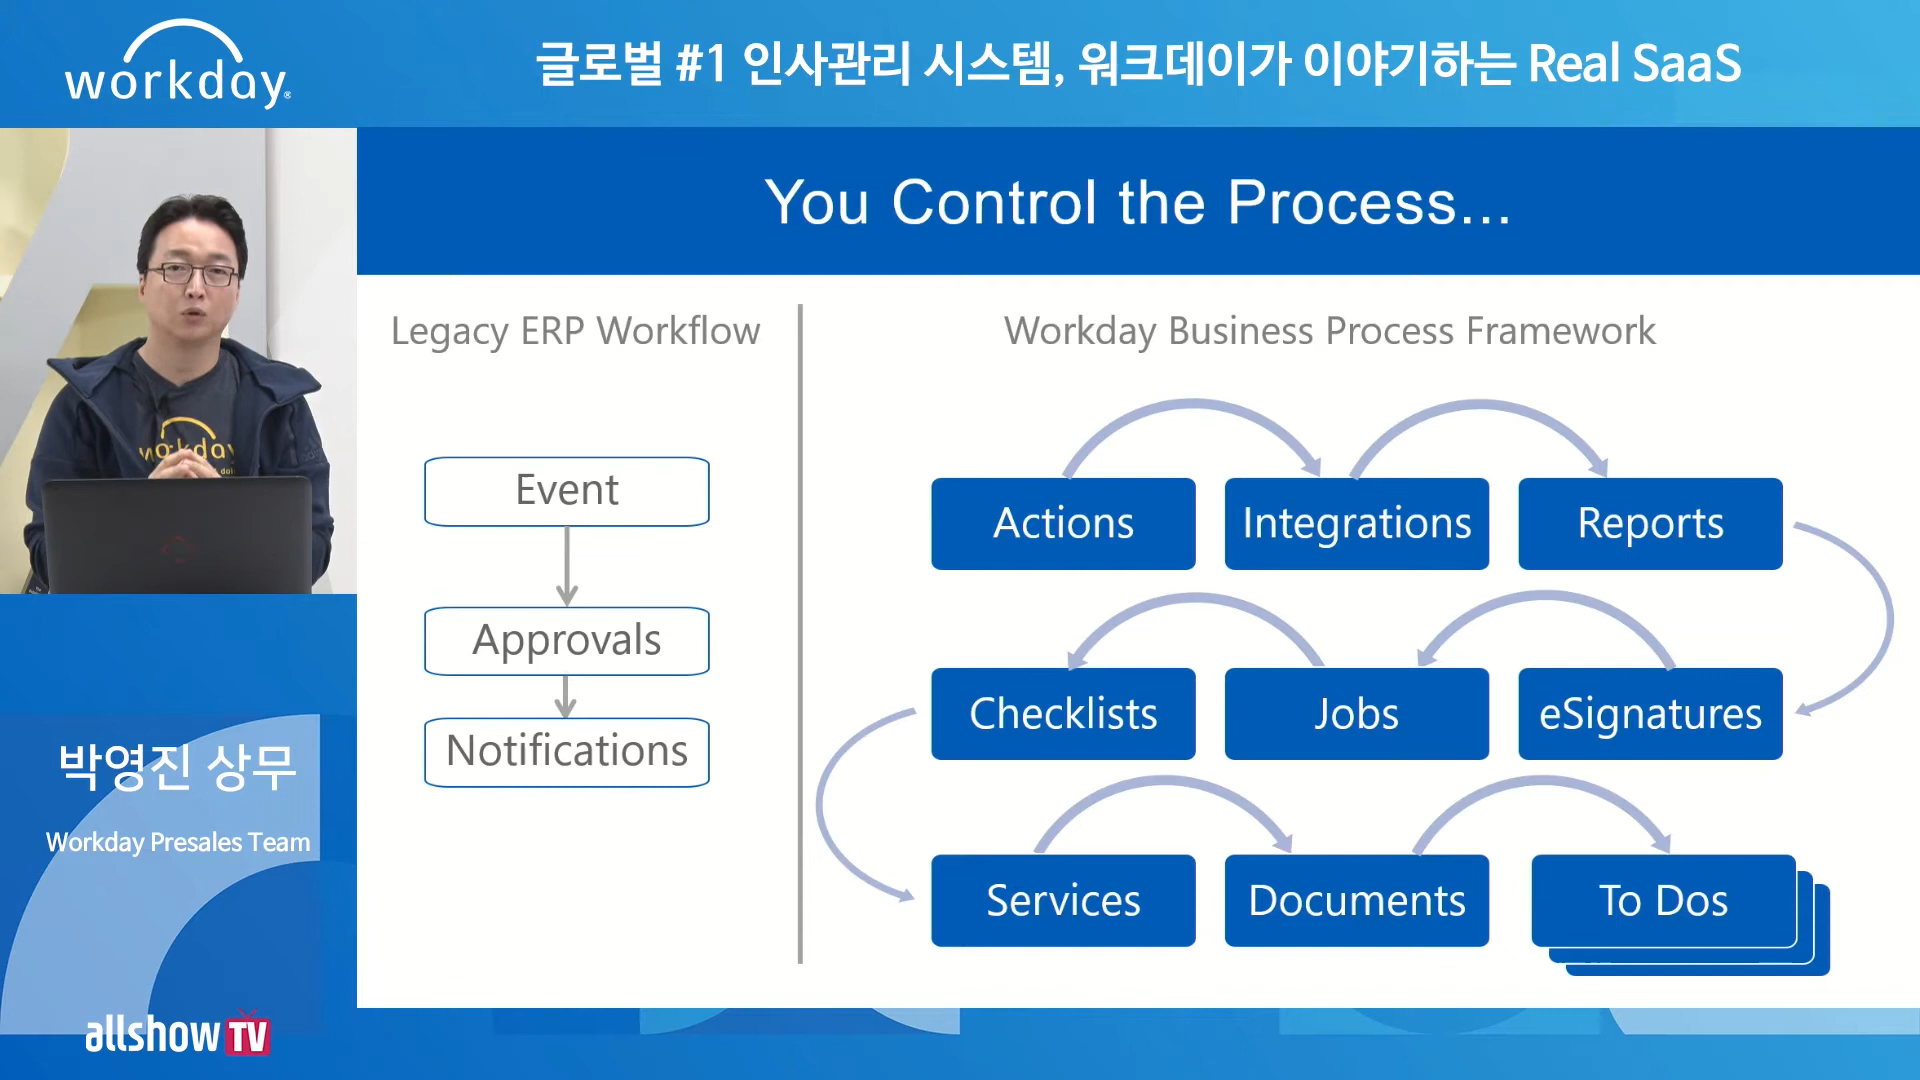 workday®
글로벌 #1 인사관리 시스템, 워크데이가 이야기하는 Real SaaS
You Control the Process...
Legacy ERP Workflow
Event
Approvals
Notifications
Workday Business Process Framework
Actions
Integrations
Reports
Checklists
Jobs
eSignatures
Services
Documents
To Dos
workday
박영진 상무
Workday Presales Team
allshowTV